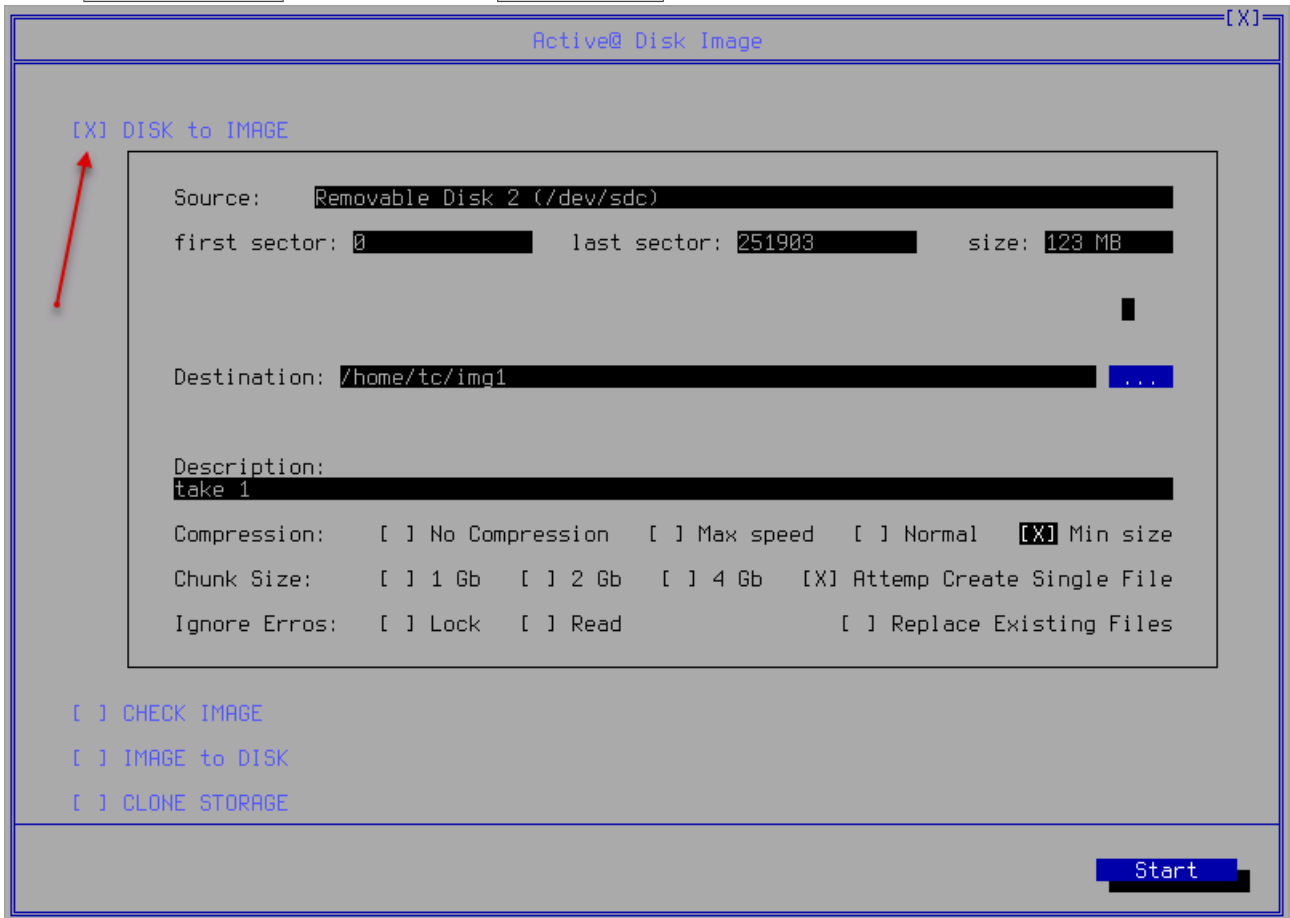 [X]
Active@ Disk Image
[X] DISK to IMAGE
Source: Removable Disk 2 (/dev/sdc)
first sector: 0 last sector: 251903 size: 123 MB
Destination: /home/tc/img1 ...
Description:
take 1
Compression: [ ] No Compression [ ] Max speed [ ] Normal [X] Min size
Chunk Size: [ ] 1 Gb [ ] 2 Gb [ ] 4 Gb [X] Attemp Create Single File
Ignore Erros: [ ] Lock [ ] Read [ ] Replace Existing Files
[ ] CHECK IMAGE
[ ] IMAGE to DISK
[ ] CLONE STORAGE
Start